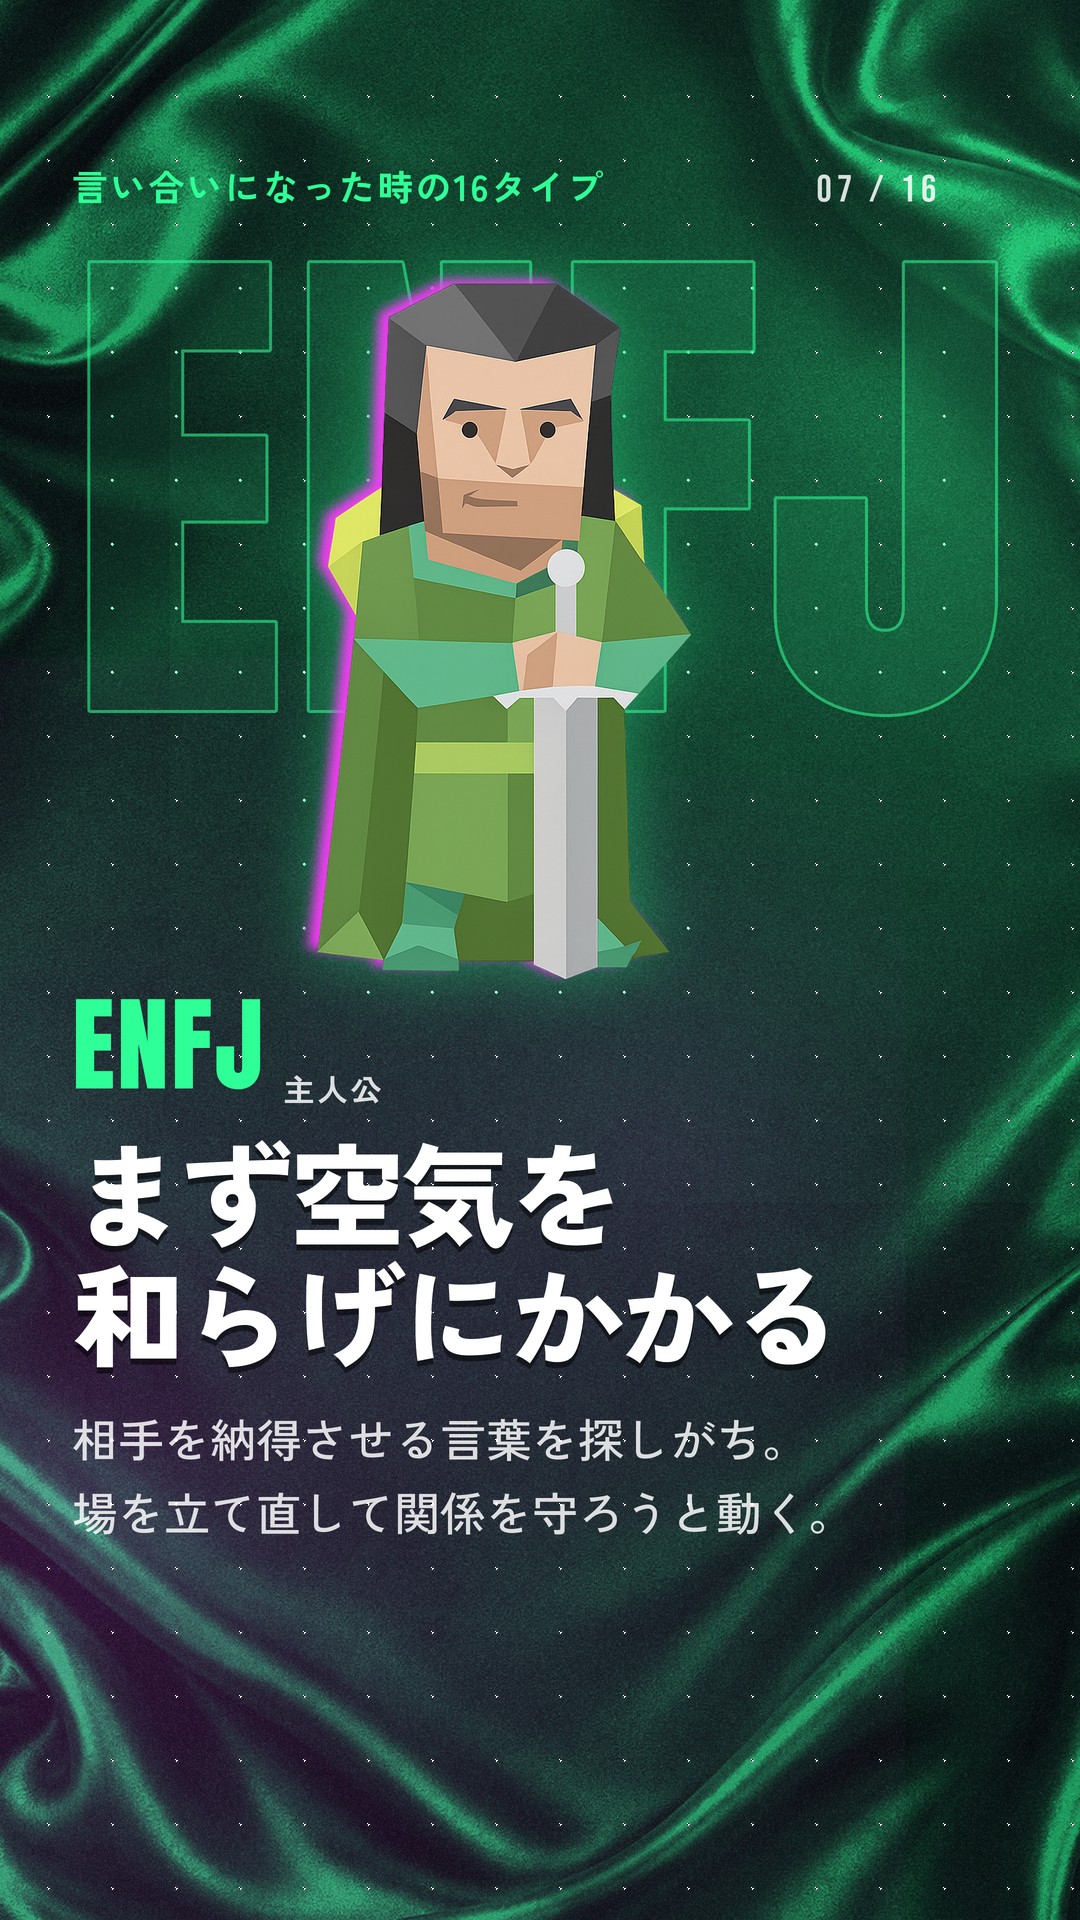 言い合いになった時の16タイプ
07 / 16
ENFJ
ENFJ
主人公
まず空気を
和らげにかかる
相手を納得させる言葉を探しがち。
場を立て直して関係を守ろうと動く。